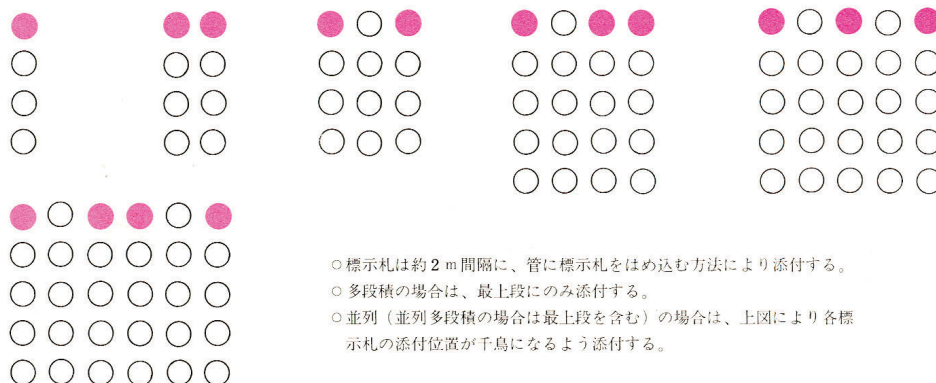 ○標示札は約2m間隔に、管に標示札をはめ込む方法により添付する。
○多段積の場合は、最上段にのみ添付する。
○並列（並列多段積の場合は最上段を含む）の場合は、上図により各標
示札の添付位置が千鳥になるよう添付する。